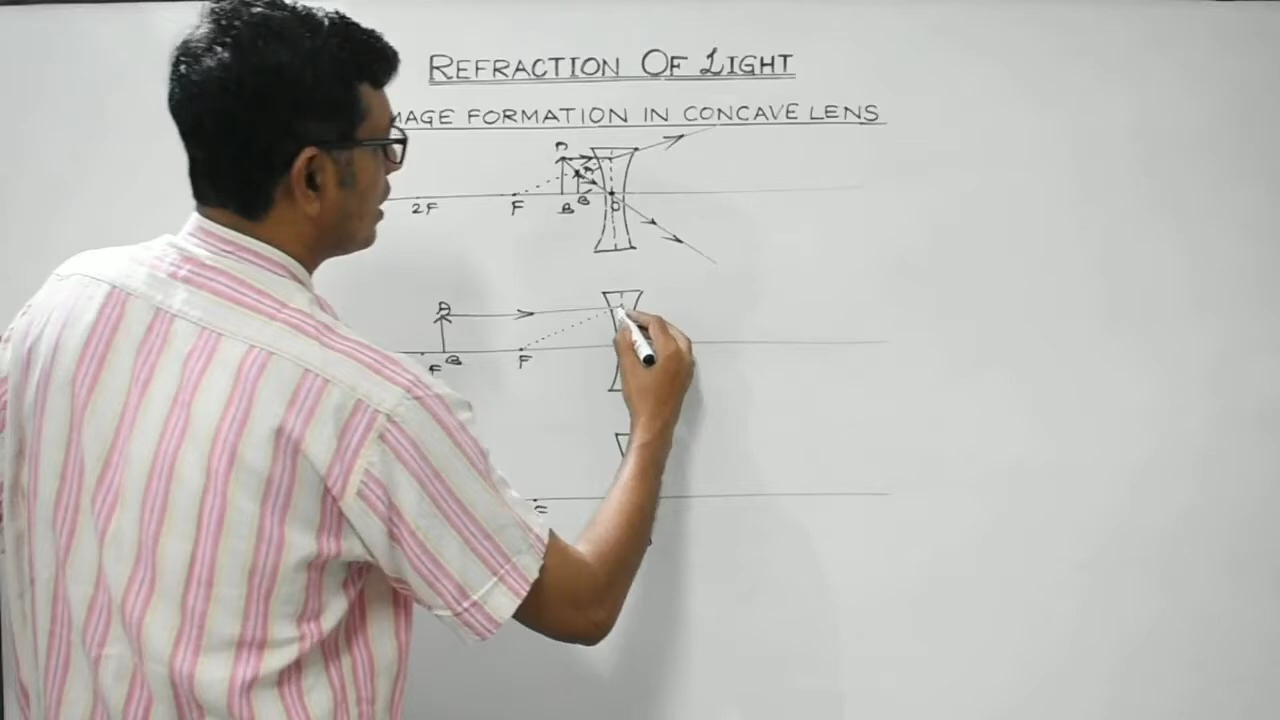 REFRACTION OF LIGHT
MAGE FORMATION IN CONCAVE LENS
A
A'
2F F B B' O
A
F B F
F